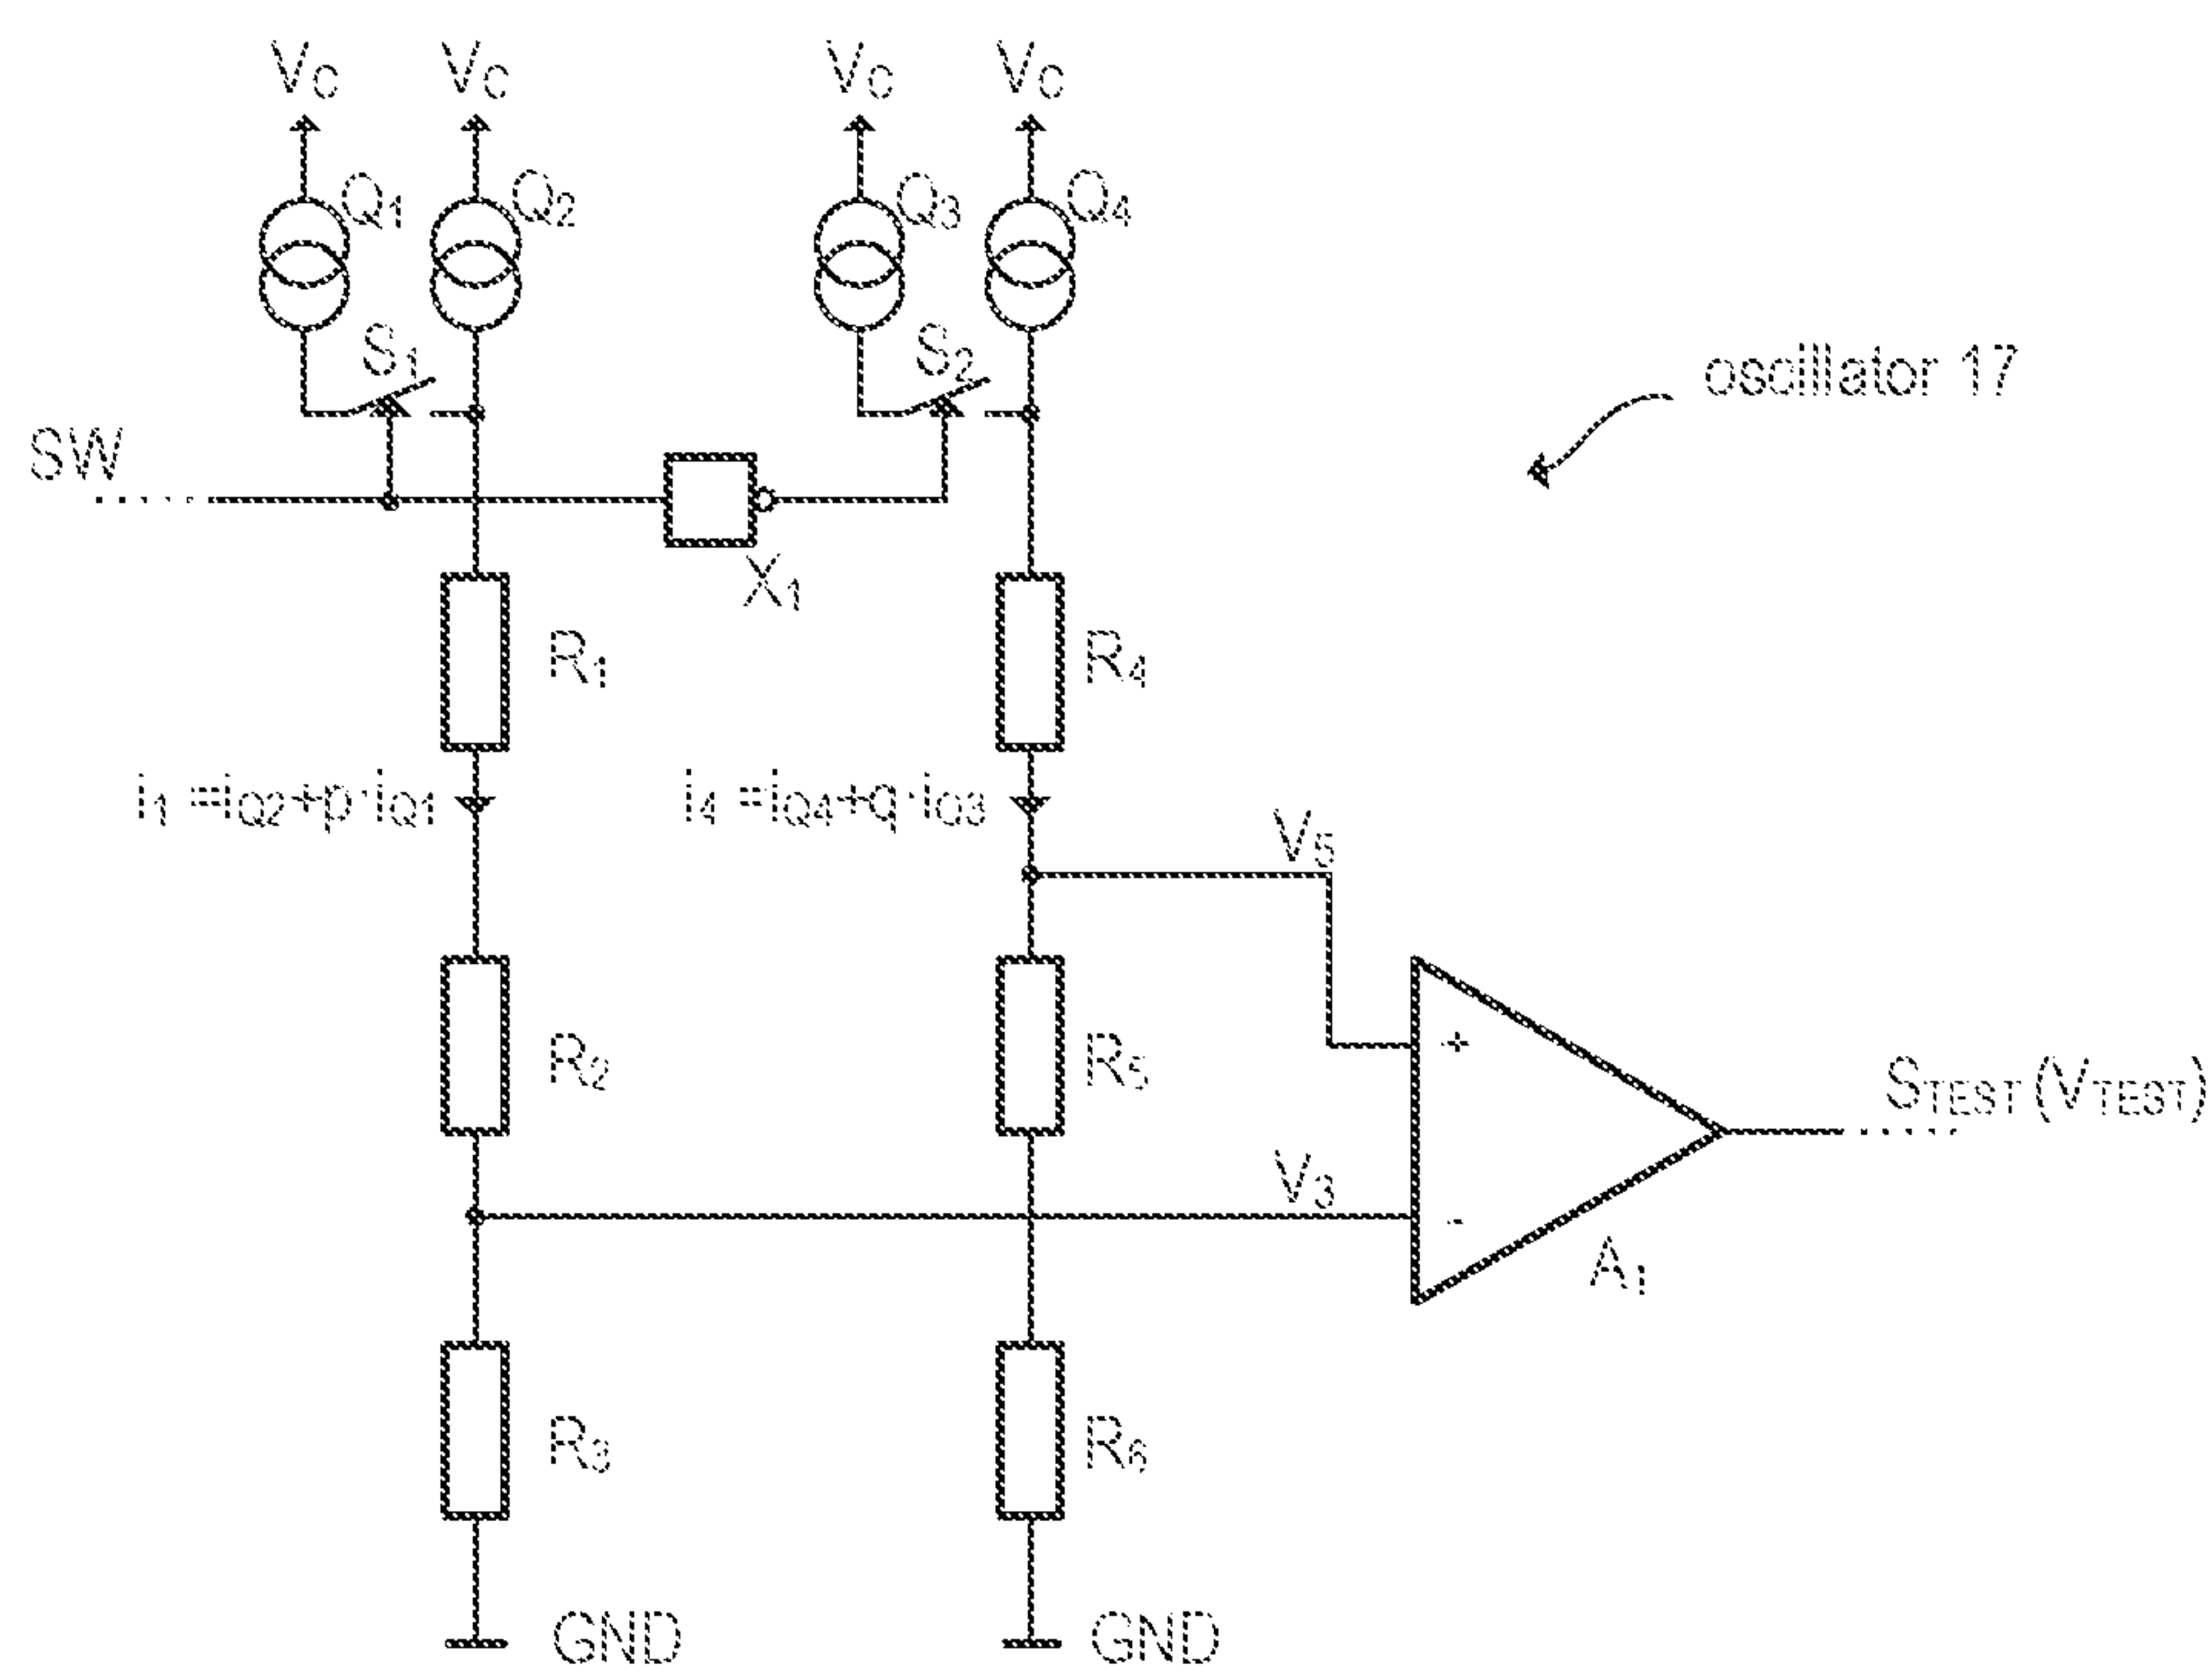 VC VC VC VC
Q1 Q2 Q3 Q4
S1 S2
oscillator 17
SW
X1
R1 R4
i1 =iQ2+p·iQ1 i4 =iQ4+q·iQ3
V5
R2 R5
+
STEST (VTEST)
V3
-
A1
R3 R6
GND GND